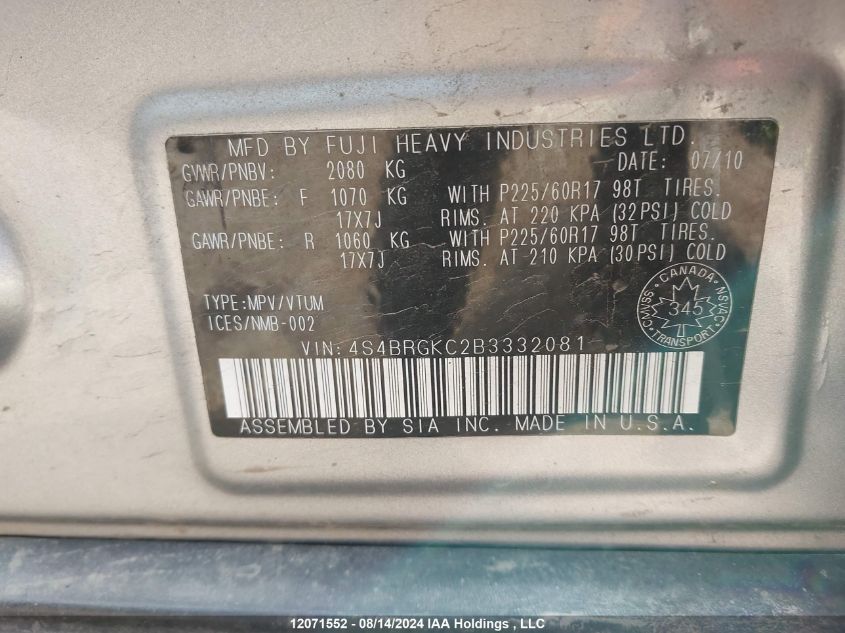 MFD BY FUJI HEAVY INDUSTRIES LTD.
GVWR/PNBV: 2080 KG DATE: 07/10
GAWR/PNBE: F 1070 KG WITH P225/60R17 98T TIRES.
17X7J RIMS. AT 220 KPA (32PSI) COLD
GAWR/PNBE: R 1060 KG WITH P225/60R17 98T TIRES.
17X7J RIMS. AT 210 KPA (30PSI) COLD
TYPE:MPV/VTUM
ICES/NMB-002
CANADA
CMVSS NSVAC
345
TRANSPORT
VIN: 4S4BRGKC2B3332081
ASSEMBLED BY SIA INC. MADE IN U.S.A.
12071552 - 08/14/2024 IAA Holdings , LLC